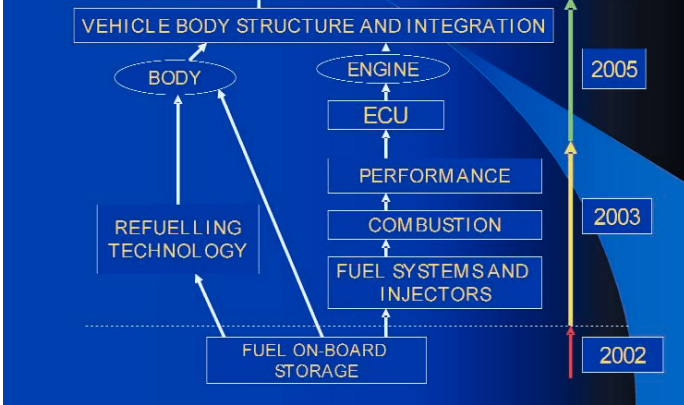 VEHICLE BODY STRUCTURE AND INTEGRATION
BODY
ENGINE
2005
ECU
PERFORMANCE
REFUELLING
TECHNOLOGY
COMBUSTION
2003
FUEL SYSTEMS AND
INJECTORS
FUEL ON-BOARD
STORAGE
2002